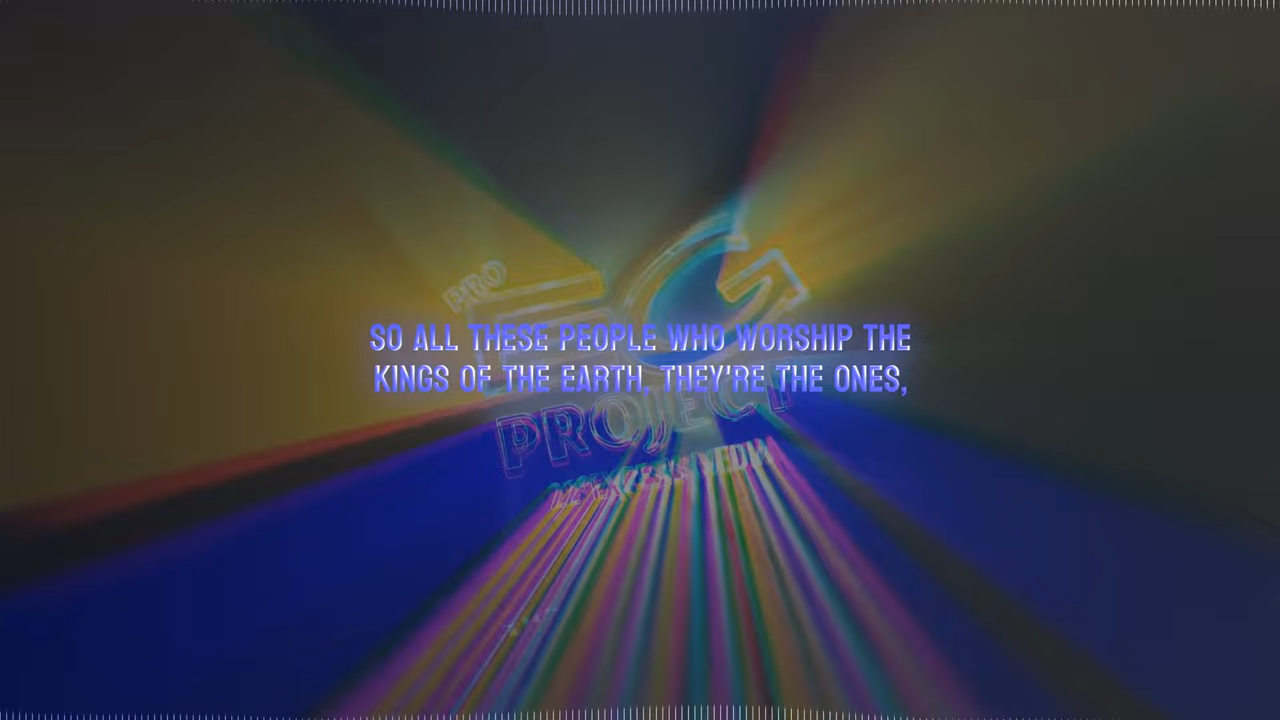 PRO
SO ALL THESE PEOPLE WHO WORSHIP THE
KINGS OF THE EARTH, THEY'RE THE ONES,
PROJECT